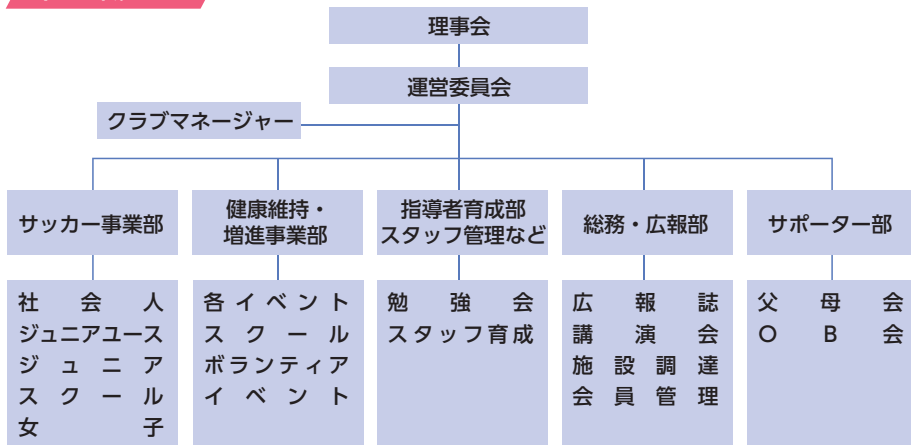 理事会
運営委員会
クラブマネージャー
サッカー事業部
健康維持・
増進事業部
指導者育成部
スタッフ管理など
総務・広報部
サポーター部
社会人
ジュニアユース
ジュニア
スクール
女子
各イベント
スクール
ボランティア
イベント
勉強会
スタッフ育成
広報誌
講演会
施設調達
会員管理
父母会
OB会